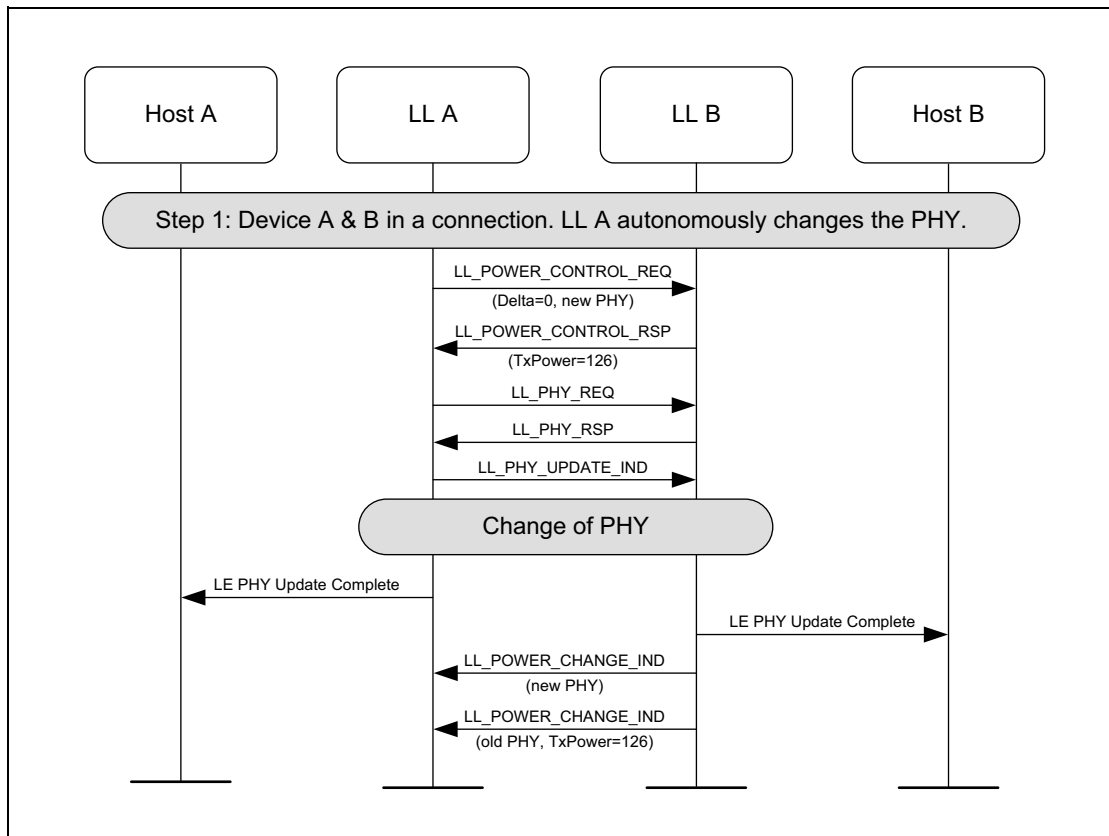 Host A
LL A
LL B
Host B
Step 1: Device A & B in a connection. LL A autonomously changes the PHY.
LL_POWER_CONTROL_REQ
(Delta=0, new PHY)
LL_POWER_CONTROL_RSP
(TxPower=126)
LL_PHY_REQ
LL_PHY_RSP
LL_PHY_UPDATE_IND
Change of PHY
LE PHY Update Complete
LE PHY Update Complete
LL_POWER_CHANGE_IND
(new PHY)
LL_POWER_CHANGE_IND
(old PHY, TxPower=126)